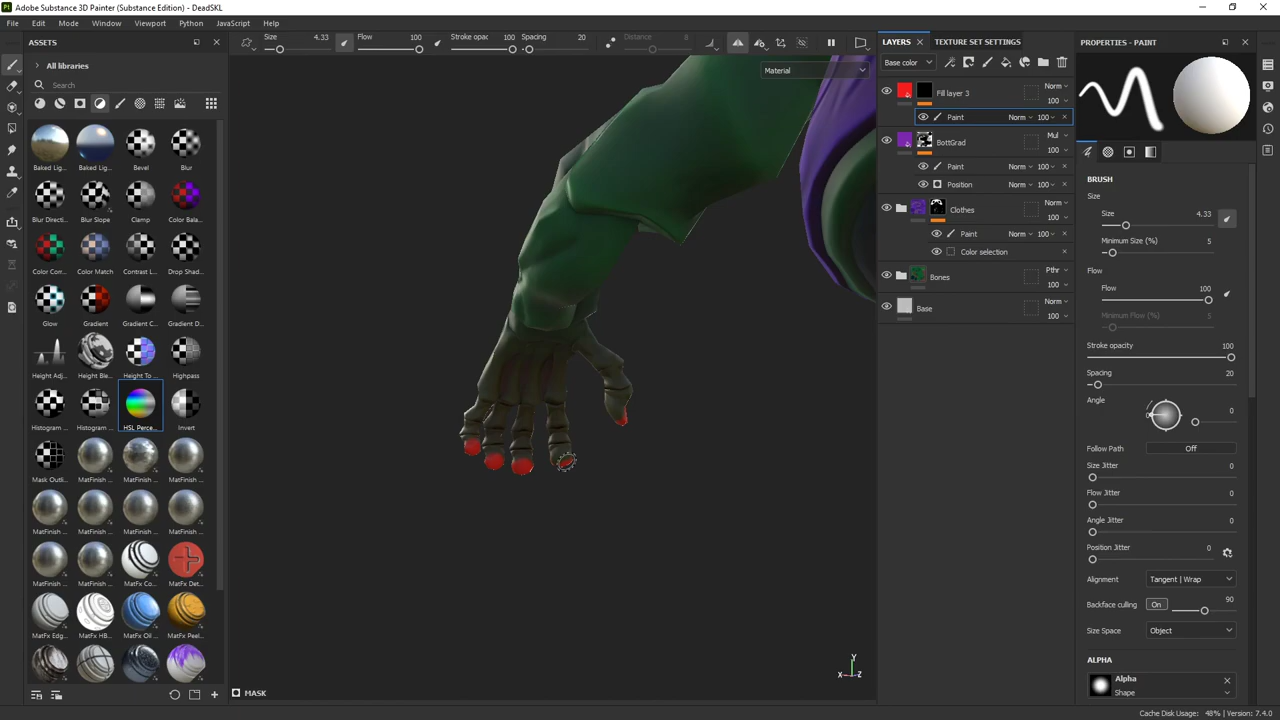 Adobe Substance 3D Painter (Substance Edition) - DeadSKL
File Edit Mode Window Viewport Python JavaScript Help
Size 4.33 Flow 100 Stroke opac 100 Spacing 20 Distance 8
ASSETS
All libraries
Search
Baked Lig... Baked Lig... Bevel Blur
Blur Directi... Blur Slope Clamp Color Bala...
Color Corr... Color Match Contrast L... Drop Shad...
Glow Gradient Gradient C... Gradient D...
Height Adj... Height Ble... Height To ... Highpass
Histogram ... Histogram ... HSL Perce... Invert
Mask Outli... MatFinish ... MatFinish ... MatFinish ...
MatFinish ... MatFinish ... MatFinish ... MatFinish ...
MatFinish ... MatFinish ... MatFx Co... MatFx Det...
MatFx Edg... MatFx HB... MatFx Oil ... MatFx Peel...
Material
MASK
Y
X Z
LAYERS
TEXTURE SET SETTINGS
Base color
Fill layer 3 Norm 100
Paint Norm 100
BottGrad Mul 100
Paint Norm 100
Position Norm 100
Clothes Norm 100
Paint Norm 100
Color selection
Bones Pthr 100
Base Norm 100
PROPERTIES - PAINT
BRUSH
Size
Size 4.33
Minimum Size (%) 5
Flow
Flow 100
Minimum Flow (%) 5
Stroke opacity 100
Spacing 20
Angle 0
Follow Path Off
Size Jitter 0
Flow Jitter 0
Angle Jitter 0
Position Jitter 0
Alignment Tangent | Wrap
Backface culling On 90
Size Space Object
ALPHA
Alpha
Shape
Cache Disk Usage: 48% | Version: 7.4.0